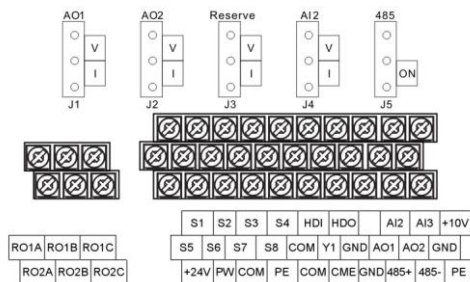 AO1 AO2 Reserve AI2 485
V V V V
I I I I ON
J1 J2 J3 J4 J5
S1 S2 S3 S4 HDI HDO AI2 AI3 +10V
RO1A RO1B RO1C S5 S6 S7 S8 COM Y1 GND AO1 AO2 GND
RO2A RO2B RO2C +24V PW COM PE COM CME GND 485+ 485- PE